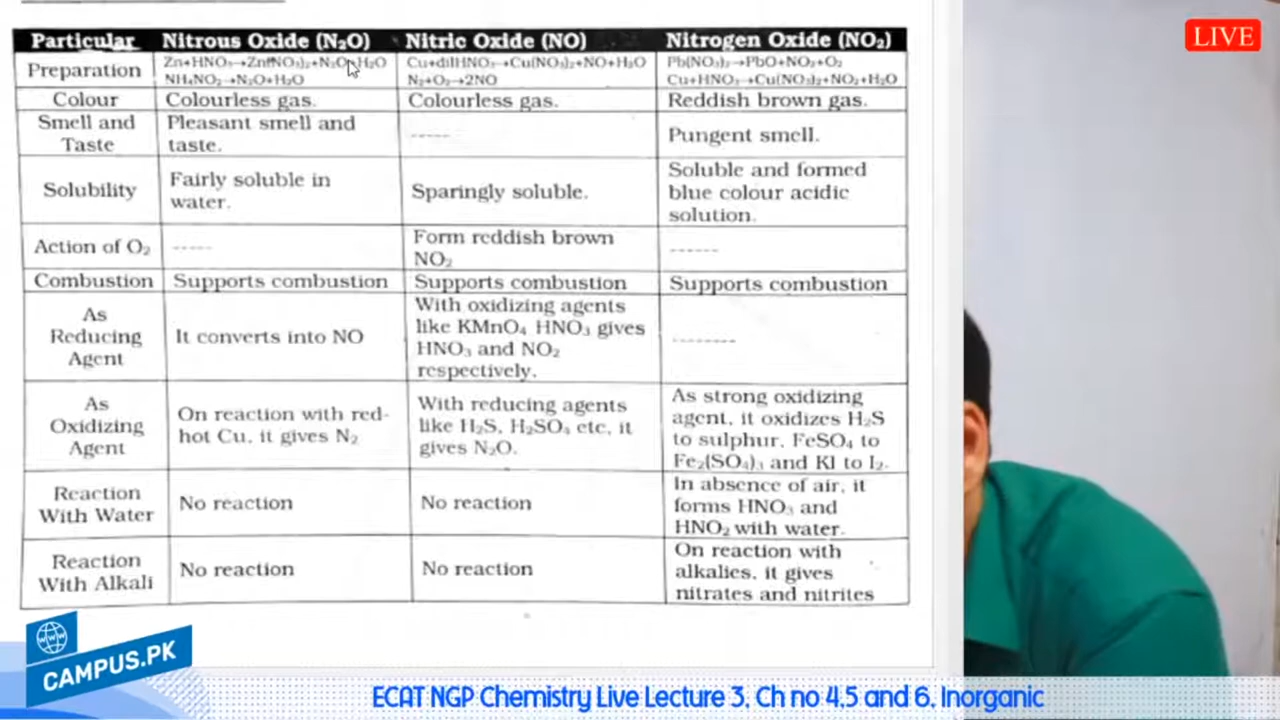 LIVE
Particular Nitrous Oxide (N₂O) Nitric Oxide (NO) Nitrogen Oxide (NO₂)
Preparation
Zn+HNO₃→Zn(NO₃)₂+N₂O+H₂O
NH₄NO₂→N₂O+H₂O
Cu+dilHNO₃→Cu(NO₃)₂+NO+H₂O
N₂+O₂→2NO
Pb(NO₃)₂→PbO+NO₂+O₂
Cu+HNO₃→Cu(NO₃)₂+NO₂+H₂O
Colour Colourless gas. Colourless gas. Reddish brown gas.
Smell and
Taste
Pleasant smell and
taste.
-----
Pungent smell.
Solubility
Fairly soluble in
water.
Sparingly soluble.
Soluble and formed
blue colour acidic
solution.
Action of O₂
-----
Form reddish brown
NO₂
------
Combustion Supports combustion Supports combustion Supports combustion
As
Reducing
Agent
It converts into NO
With oxidizing agents
like KMnO₄ HNO₃ gives
HNO₃ and NO₂
respectively.
--------
As
Oxidizing
Agent
On reaction with red-
hot Cu, it gives N₂
With reducing agents
like H₂S, H₂SO₃ etc, it
gives N₂O.
As strong oxidizing
agent, it oxidizes H₂S
to sulphur, FeSO₄ to
Fe₂(SO₄)₃ and KI to I₂.
Reaction
With Water
No reaction
No reaction
In absence of air, it
forms HNO₃ and
HNO₂ with water.
Reaction
With Alkali
No reaction
No reaction
On reaction with
alkalies, it gives
nitrates and nitrites
WWW
CAMPUS.PK
ECAT NGP Chemistry Live Lecture 3, Ch no 4,5 and 6, Inorganic